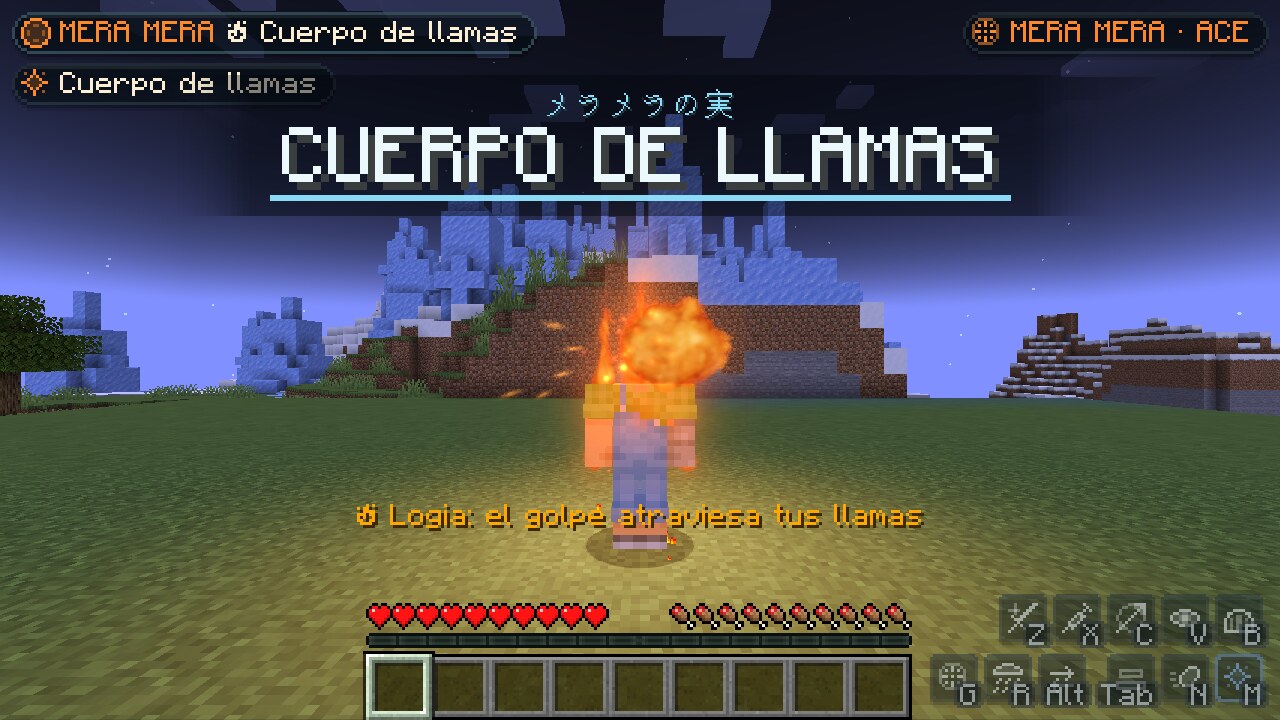 MERA MERA Cuerpo de llamas
MERA MERA · ACE
Cuerpo de llamas
メラメラの実
CUERPO DE LLAMAS
Logia: el golpe atraviesa tus llamas
Z X C V B
G R Alt Tab N M